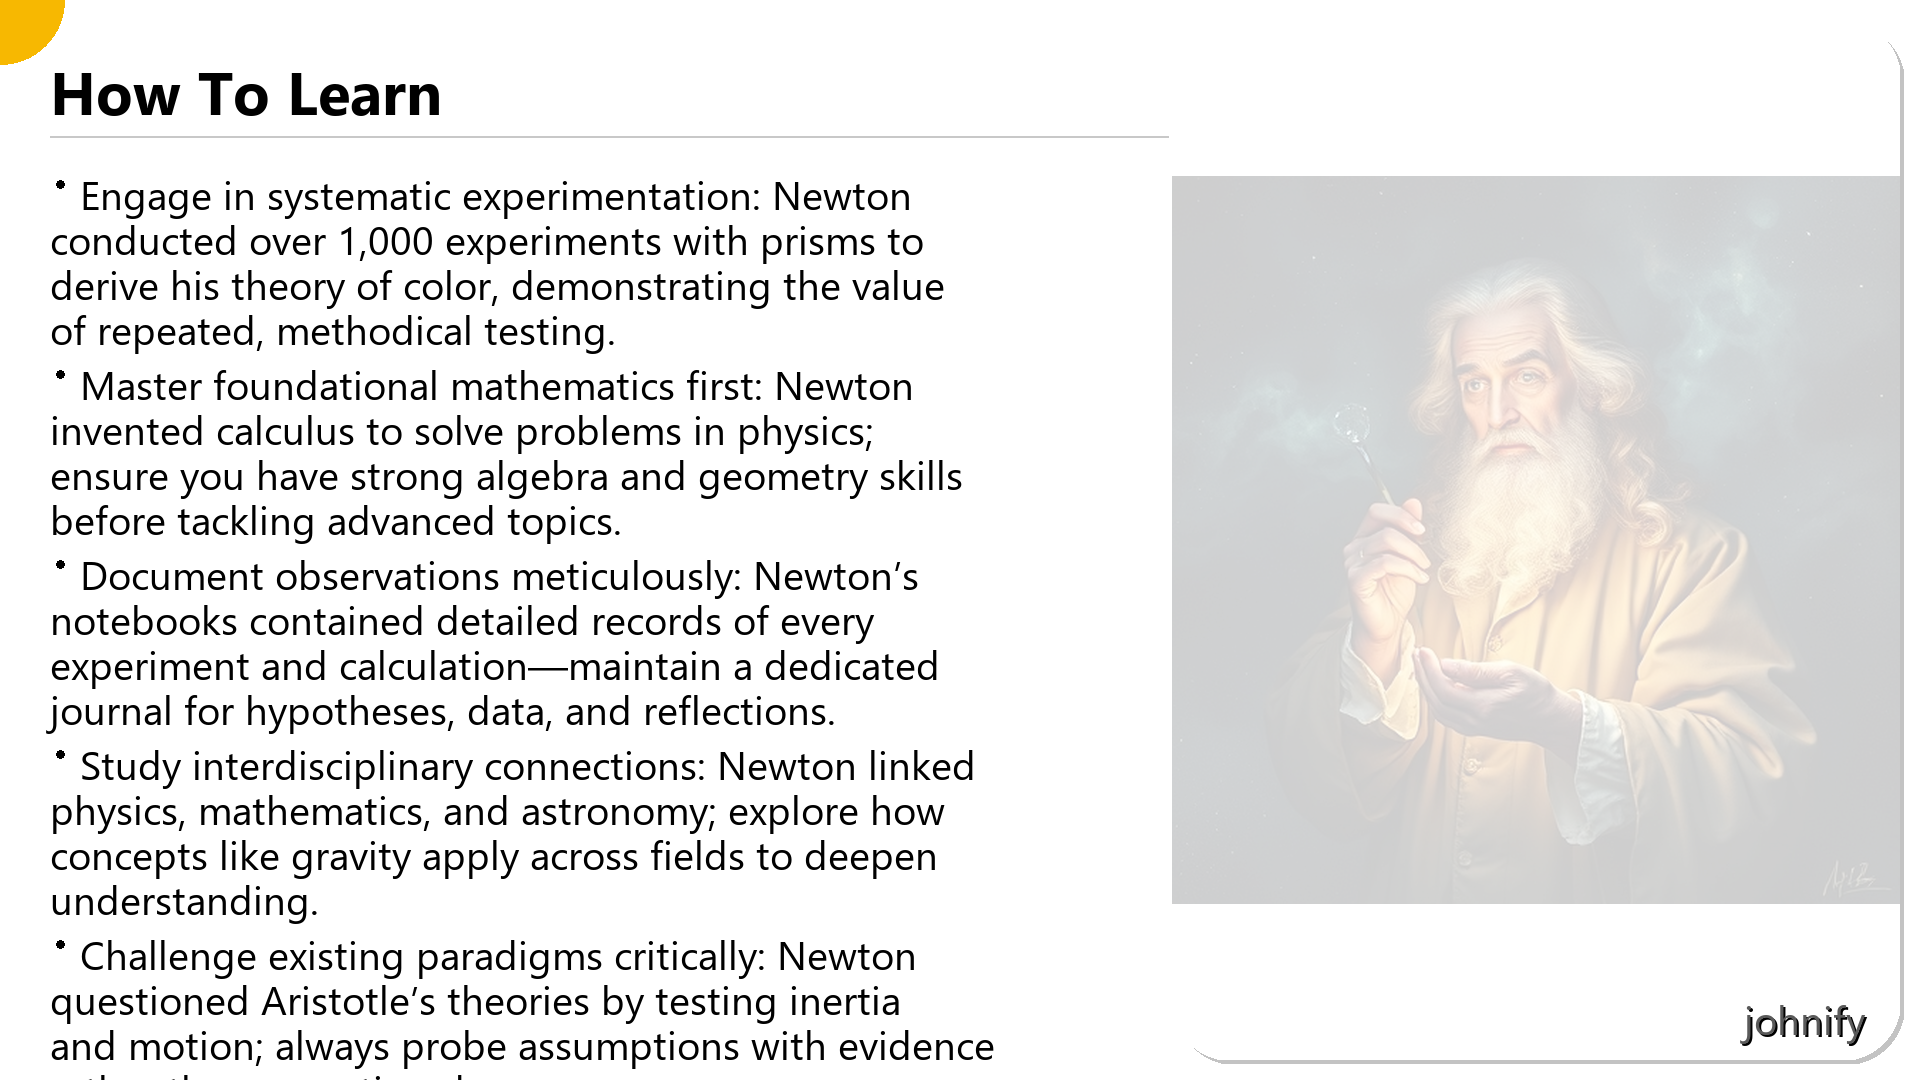 How To Learn
• Engage in systematic experimentation: Newton
conducted over 1,000 experiments with prisms to
derive his theory of color, demonstrating the value
of repeated, methodical testing.
• Master foundational mathematics first: Newton
invented calculus to solve problems in physics;
ensure you have strong algebra and geometry skills
before tackling advanced topics.
• Document observations meticulously: Newton’s
notebooks contained detailed records of every
experiment and calculation—maintain a dedicated
journal for hypotheses, data, and reflections.
• Study interdisciplinary connections: Newton linked
physics, mathematics, and astronomy; explore how
concepts like gravity apply across fields to deepen
understanding.
• Challenge existing paradigms critically: Newton
questioned Aristotle’s theories by testing inertia
and motion; always probe assumptions with evidence
johnify